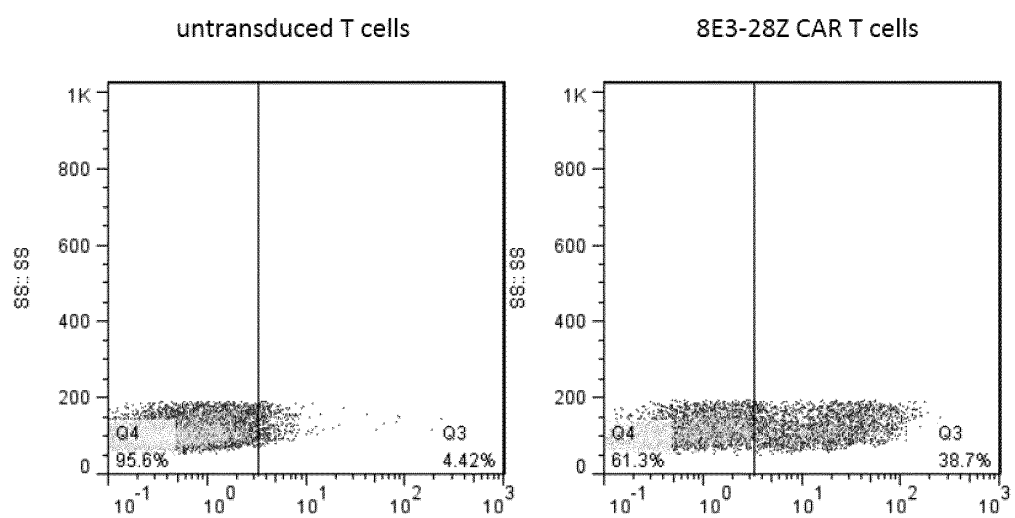 untransduced T cells
8E3-28Z CAR T cells
1K
800
600
400
200
0
SS:: SS
Q4
95.6%
Q3
4.42%
10-1
100
101
102
103
1K
800
600
400
200
0
SS:: SS
Q4
61.3%
Q3
38.7%
10-1
100
101
102
103